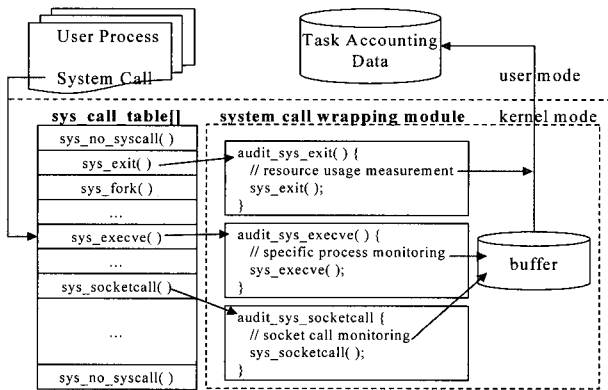 User Process
System Call
Task Accounting
Data
user mode
kernel mode
sys_call_table[]
system call wrapping module
sys_no_syscall( )
sys_exit( )
sys_fork( )
...
sys_execve( )
...
sys_socketcall( )
...
sys_no_syscall( )
audit_sys_exit( ) {
// resource usage measurement
sys_exit( );
}
audit_sys_execve( ) {
// specific process monitoring
sys_execve( );
}
audit_sys_socketcall {
// socket call monitoring
sys_socketcall( );
}
buffer